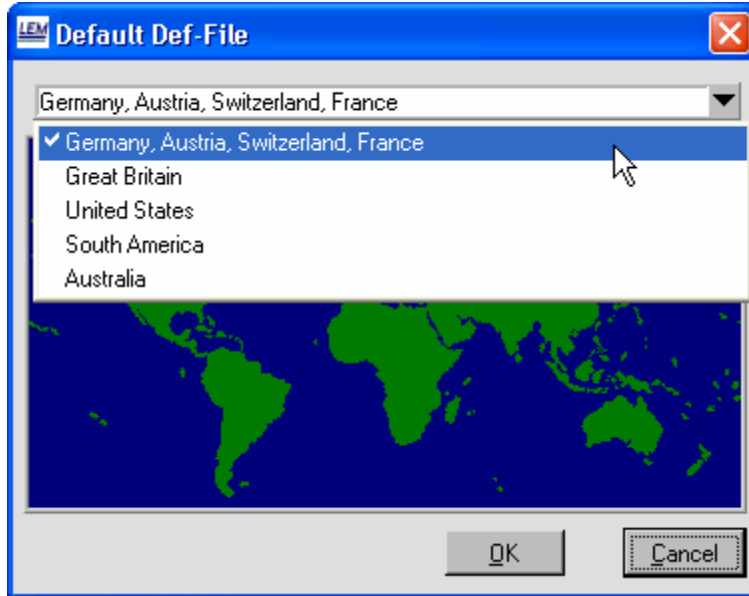 LEM Default Def-File
Germany, Austria, Switzerland, France
Germany, Austria, Switzerland, France
Great Britain
United States
South America
Australia
OK
Cancel